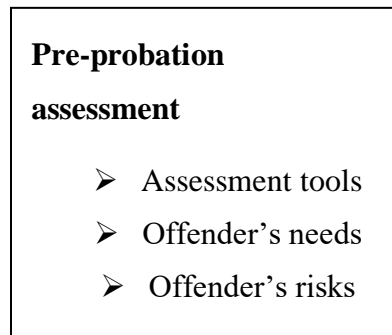 Pre-probation
assessment
➢ Assessment tools
➢ Offender’s needs
➢ Offender’s risks